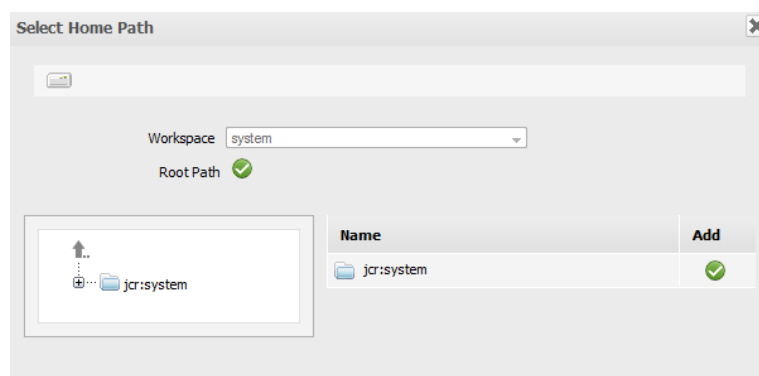 Select Home Path
Workspace system
Root Path
Name Add
..
jcr:system
jcr:system